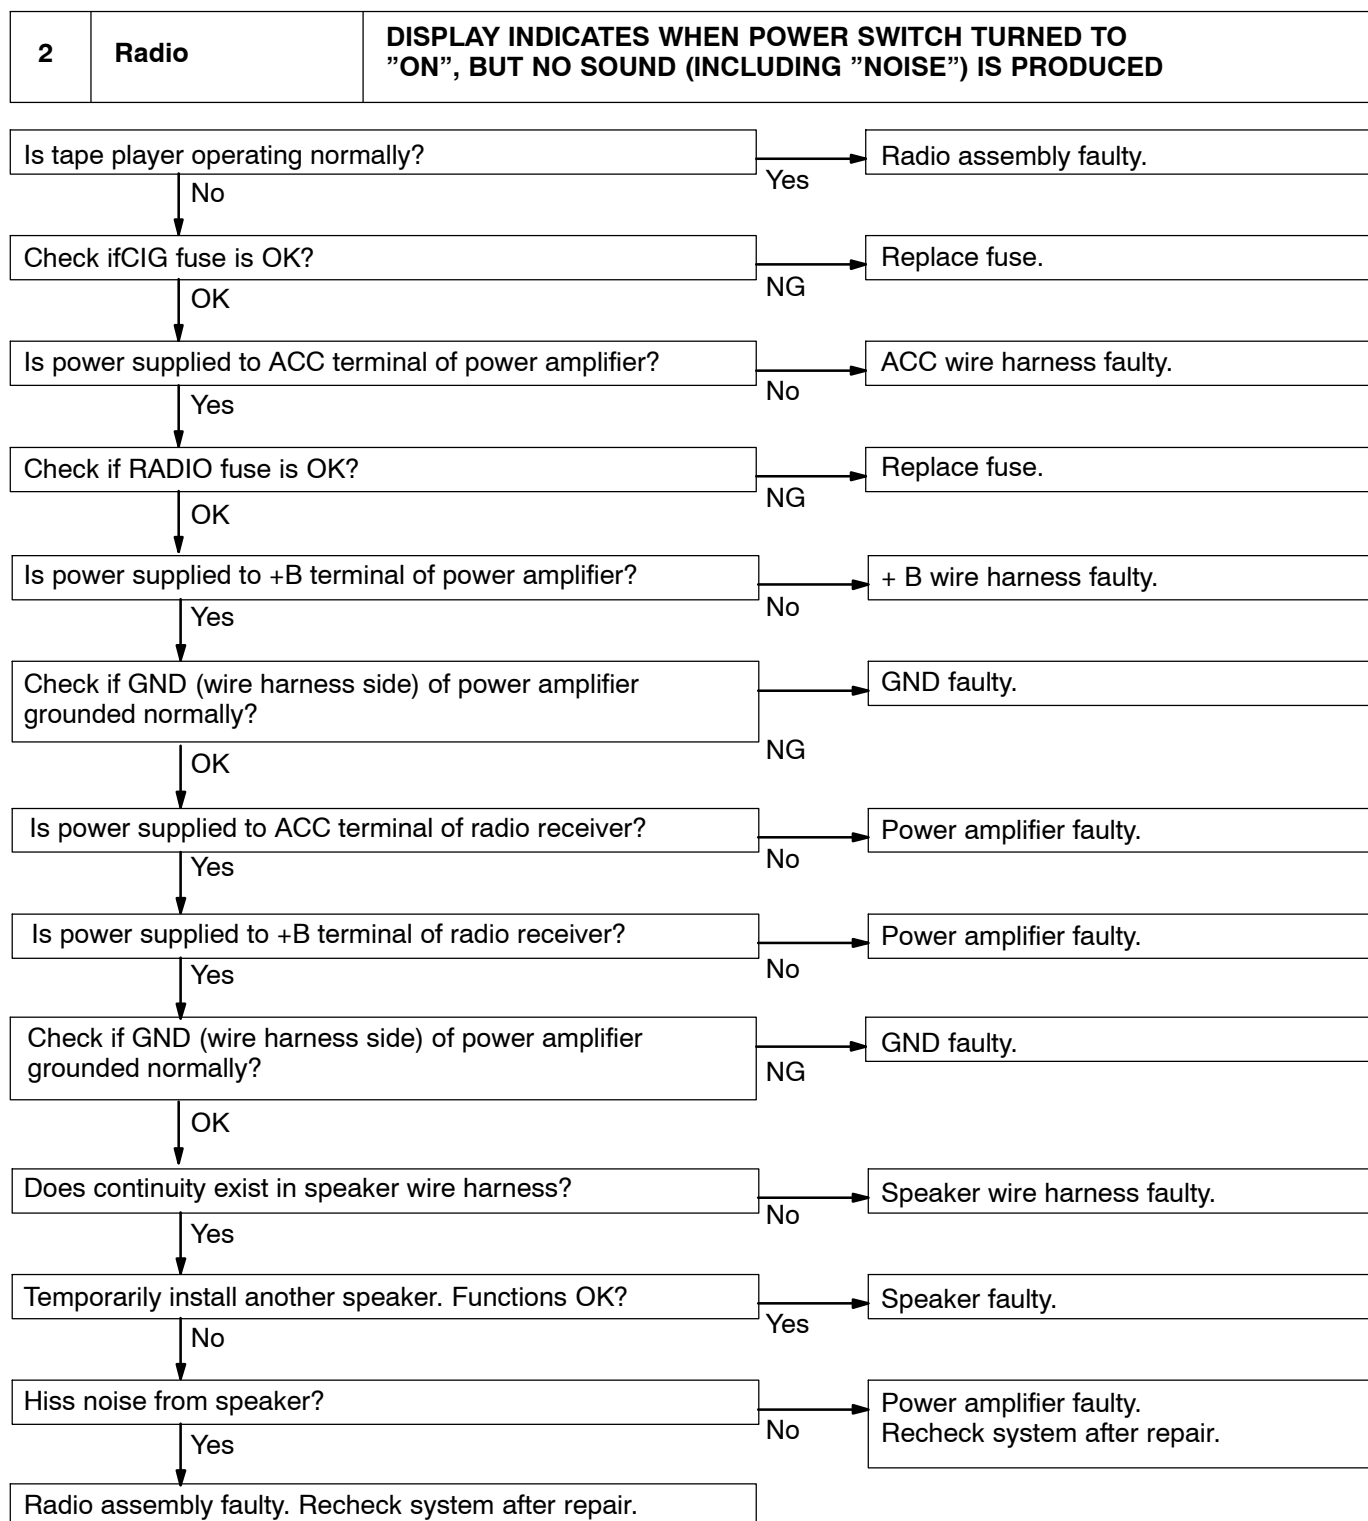 2
Radio
DISPLAY INDICATES WHEN POWER SWITCH TURNED TO
”ON”, BUT NO SOUND (INCLUDING ”NOISE”) IS PRODUCED
Is tape player operating normally?
Yes
Radio assembly faulty.
No
Check ifCIG fuse is OK?
NG
Replace fuse.
OK
Is power supplied to ACC terminal of power amplifier?
No
ACC wire harness faulty.
Yes
Check if RADIO fuse is OK?
NG
Replace fuse.
OK
Is power supplied to +B terminal of power amplifier?
No
+ B wire harness faulty.
Yes
Check if GND (wire harness side) of power amplifier
grounded normally?
NG
GND faulty.
OK
Is power supplied to ACC terminal of radio receiver?
No
Power amplifier faulty.
Yes
Is power supplied to +B terminal of radio receiver?
No
Power amplifier faulty.
Yes
Check if GND (wire harness side) of power amplifier
grounded normally?
NG
GND faulty.
OK
Does continuity exist in speaker wire harness?
No
Speaker wire harness faulty.
Yes
Temporarily install another speaker. Functions OK?
Yes
Speaker faulty.
No
Hiss noise from speaker?
No
Power amplifier faulty.
Recheck system after repair.
Yes
Radio assembly faulty. Recheck system after repair.